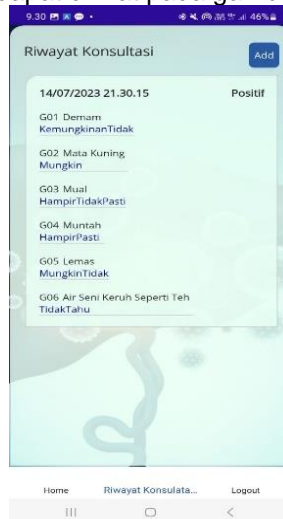 9.30 46%
Riwayat Konsultasi
Add
14/07/2023 21.30.15 Positif
G01 Demam
KemungkinanTidak
G02 Mata Kuning
Mungkin
G03 Mual
HampirTidakPasti
G04 Muntah
HampirPasti
G05 Lemas
MungkinTidak
G06 Air Seni Keruh Seperti Teh
TidakTahu
Home Riwayat Konsulata... Logout